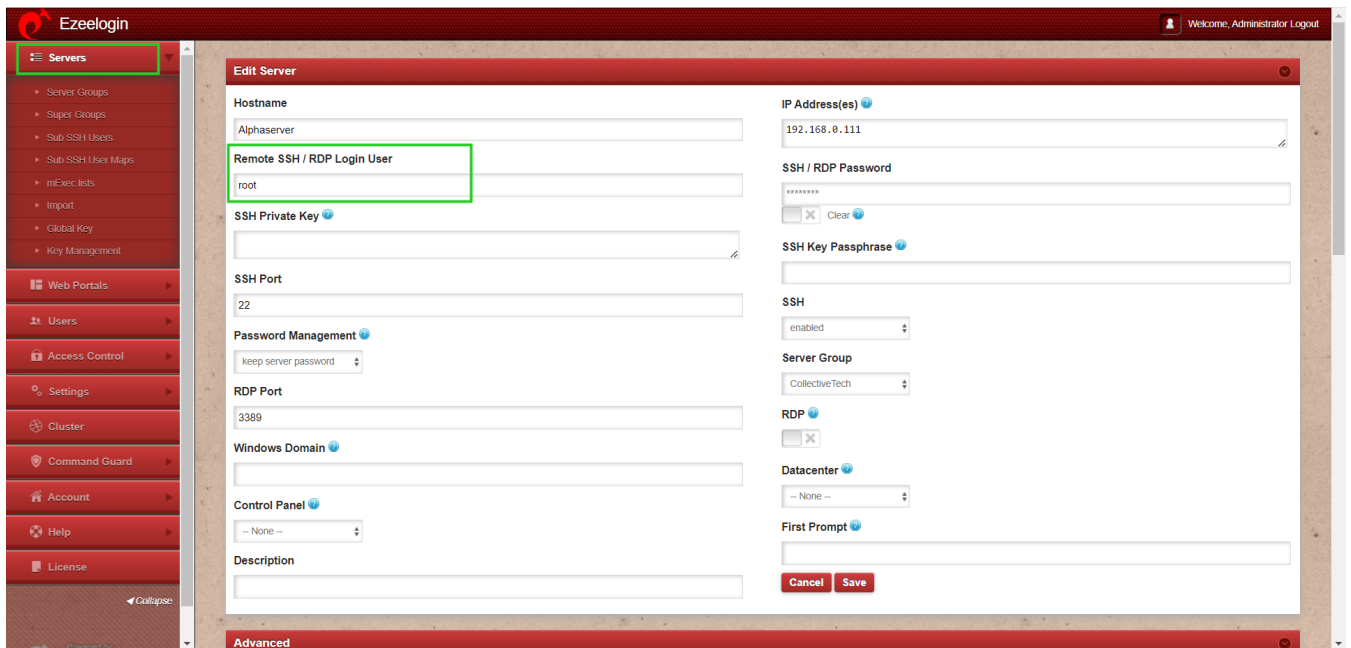 Ezeelogin
Welcome, Administrator Logout
Servers
Server Groups
Super Groups
Sub SSH Users
Sub SSH User Maps
mExec lists
Import
Global Key
Key Management
Web Portals
Users
Access Control
Settings
Cluster
Command Guard
Account
Help
License
Collapse
Edit Server
Hostname
Alphaserver
Remote SSH / RDP Login User
root
SSH Private Key
SSH Port
22
Password Management
keep server password
RDP Port
3389
Windows Domain
Control Panel
-- None --
Description
IP Address(es)
192.168.0.111
SSH / RDP Password
********
Clear
SSH Key Passphrase
SSH
enabled
Server Group
CollectiveTech
RDP
Datacenter
-- None --
First Prompt
Cancel Save
Advanced